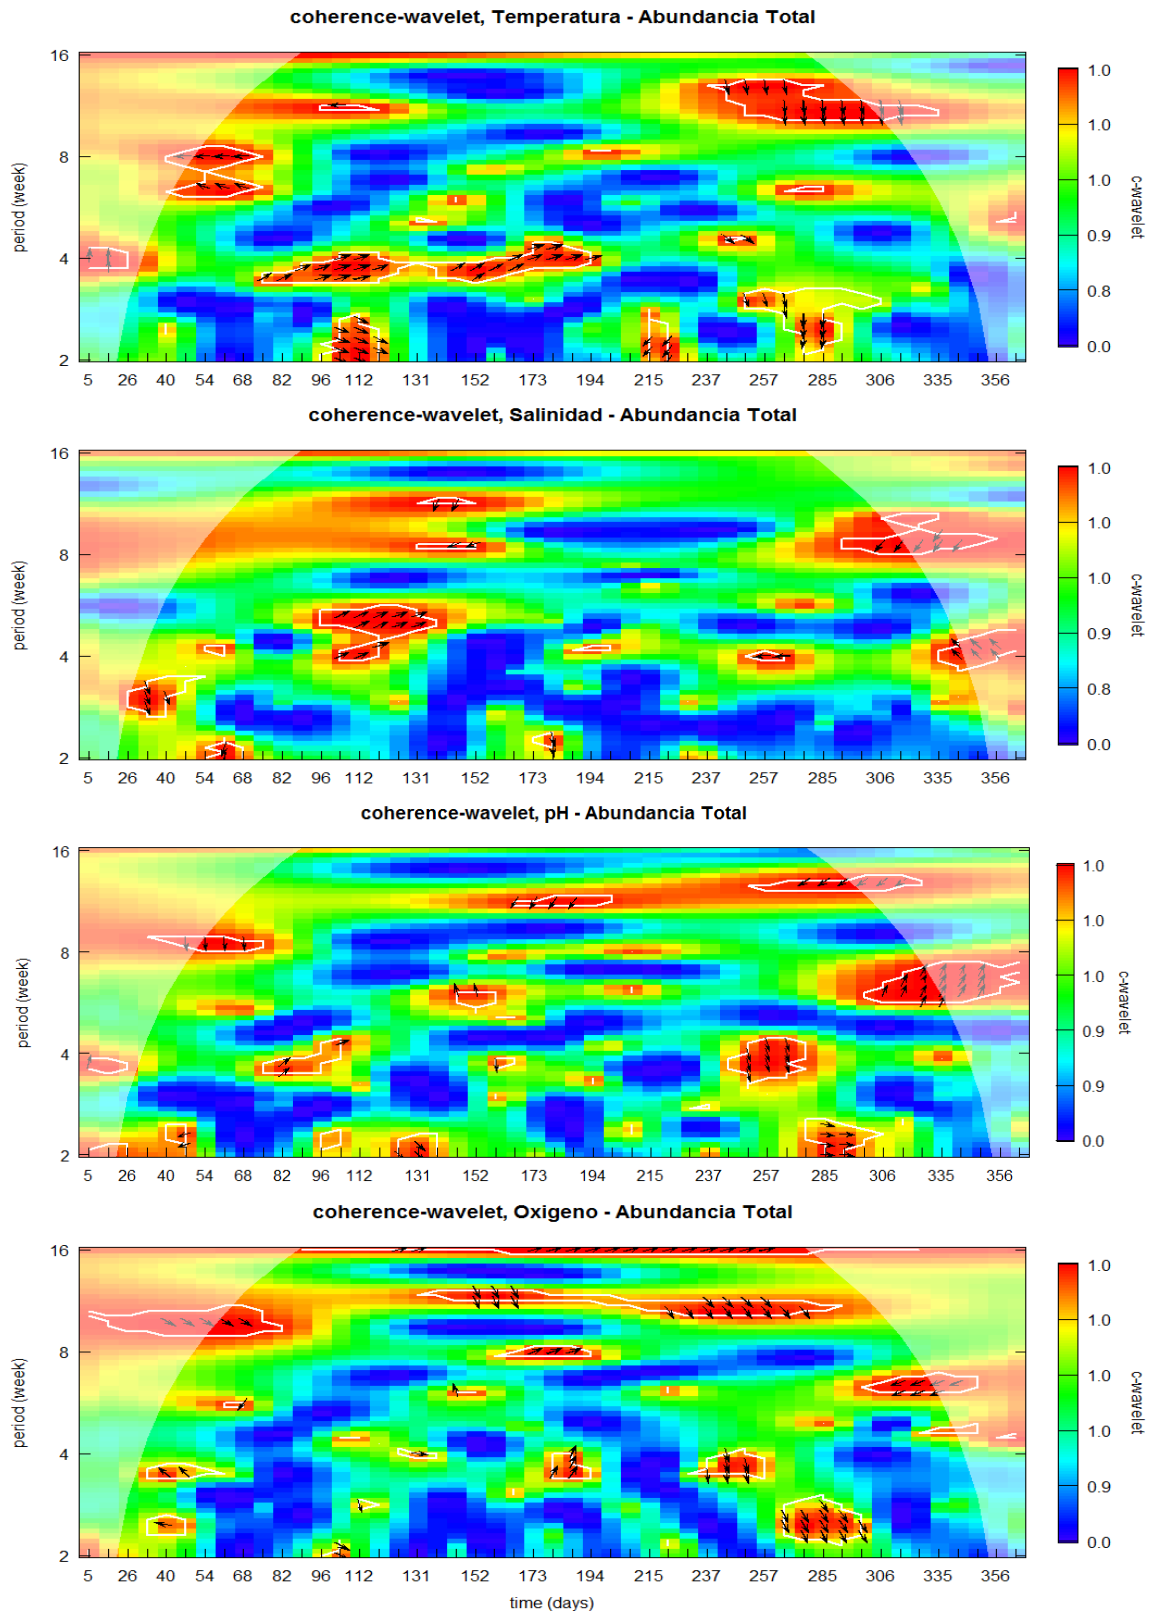 coherence-wavelet, Temperatura - Abundancia Total
16
8
4
2
period (week)
5 26 40 54 68 82 96 112 131 152 173 194 215 237 257 285 306 335 356
1.0
1.0
1.0
0.9
0.8
0.0
c-wavelet
coherence-wavelet, Salinidad - Abundancia Total
16
8
4
2
period (week)
5 26 40 54 68 82 96 112 131 152 173 194 215 237 257 285 306 335 356
1.0
1.0
1.0
0.9
0.8
0.0
c-wavelet
coherence-wavelet, pH - Abundancia Total
16
8
4
2
period (week)
5 26 40 54 68 82 96 112 131 152 173 194 215 237 257 285 306 335 356
1.0
1.0
1.0
0.9
0.9
0.0
c-wavelet
coherence-wavelet, Oxigeno - Abundancia Total
16
8
4
2
period (week)
5 26 40 54 68 82 96 112 131 152 173 194 215 237 257 285 306 335 356
1.0
1.0
1.0
1.0
0.9
0.0
c-wavelet
time (days)